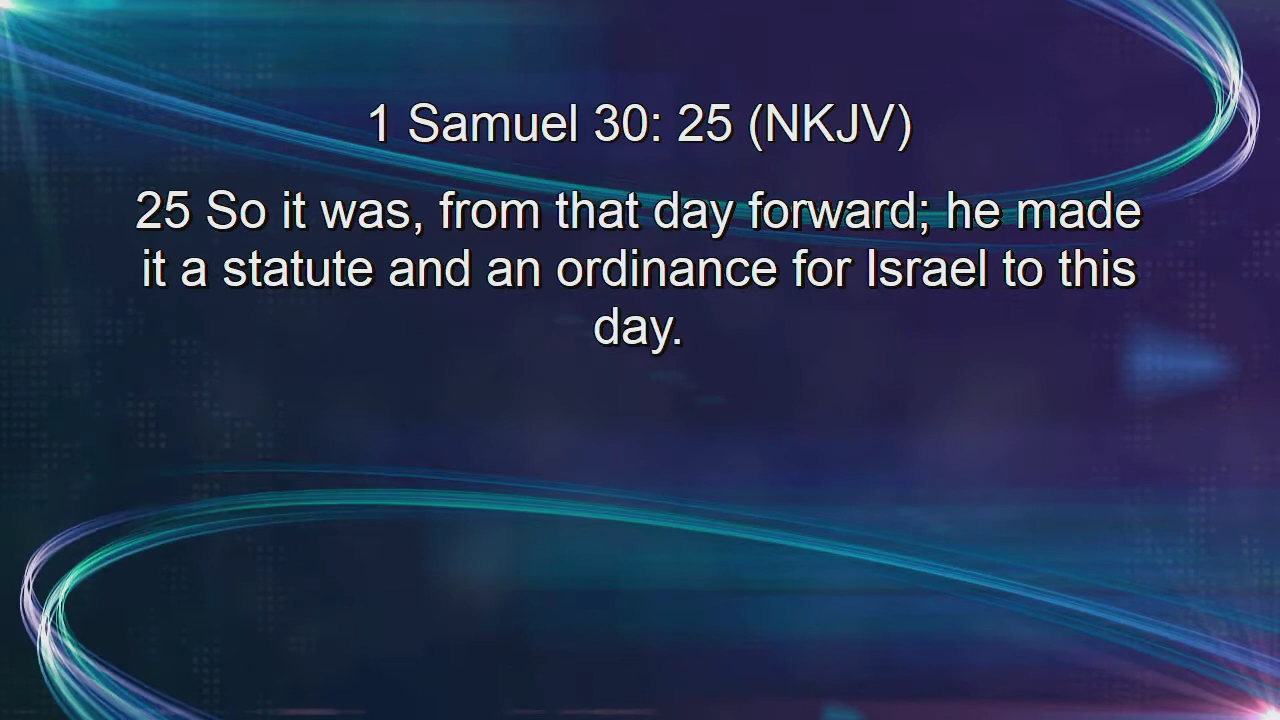 1 Samuel 30: 25 (NKJV)
25 So it was, from that day forward; he made
it a statute and an ordinance for Israel to this
day.